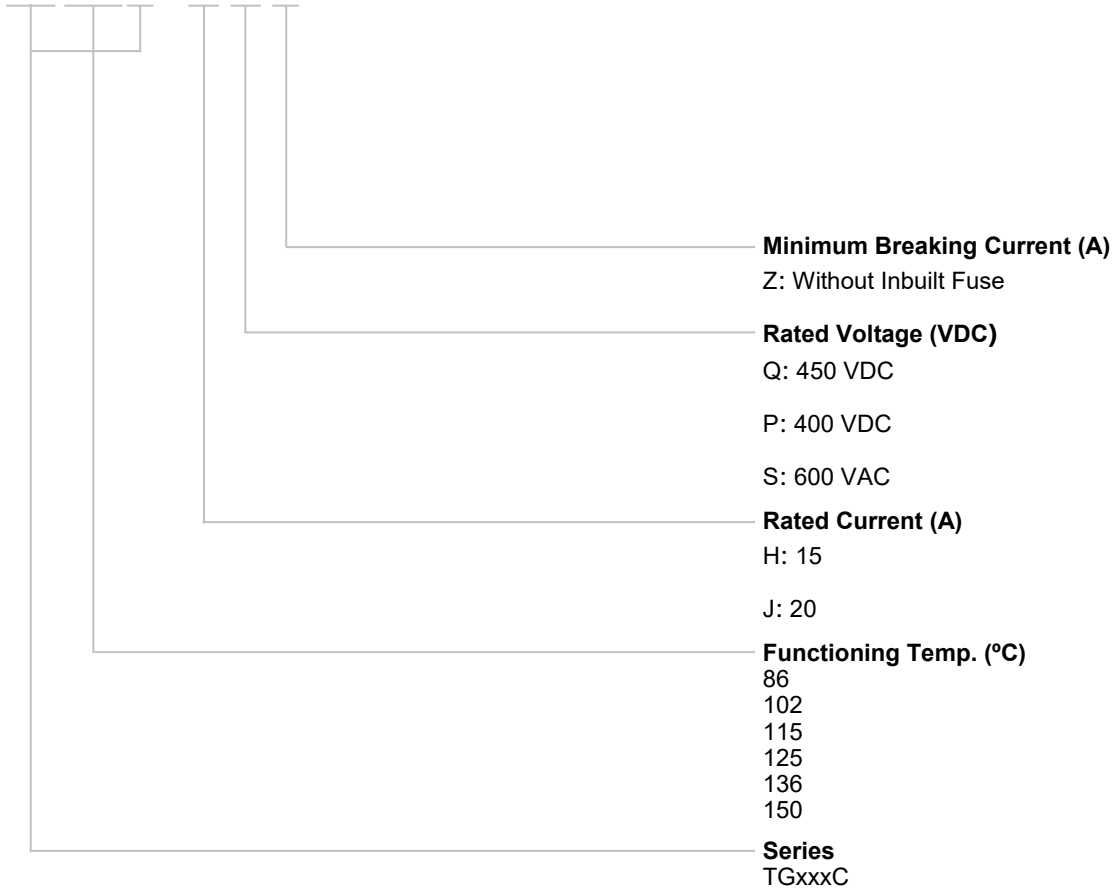 Minimum Breaking Current (A)
Z: Without Inbuilt Fuse
Rated Voltage (VDC)
Q: 450 VDC
P: 400 VDC
S: 600 VAC
Rated Current (A)
H: 15
J: 20
Functioning Temp. (ºC)
86
102
115
125
136
150
Series
TGxxxC